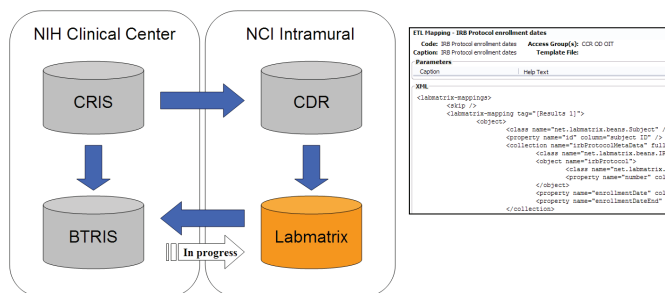 NIH Clinical Center
NCI Intramural
CRIS
CDR
BTRIS
Labmatrix
In progress
ETL Mapping - IRB Protocol enrollment dates
Code: IRB Protocol enrollment dates Access Group(s): CCR OD OIT
Caption: IRB Protocol enrollment dates Template File:
Parameters
Caption Help Text
XML
<labmatrix-mappings>
<skip />
<labmatrix-mapping tag="[Results 1]">
<object>
<class name="net.labmatrix.beans.Subject" /
<property name="id" column="subject ID" />
<collection name="irbProtocolMetaData" full
<class name="net.labmatrix.beans.IR
<object name="irbProtocol">
<class name="net.labmatrix.
<property name="number" col
</object>
<property name="enrollmentDate" col
<property name="enrollmentDateEnd"
</collection>